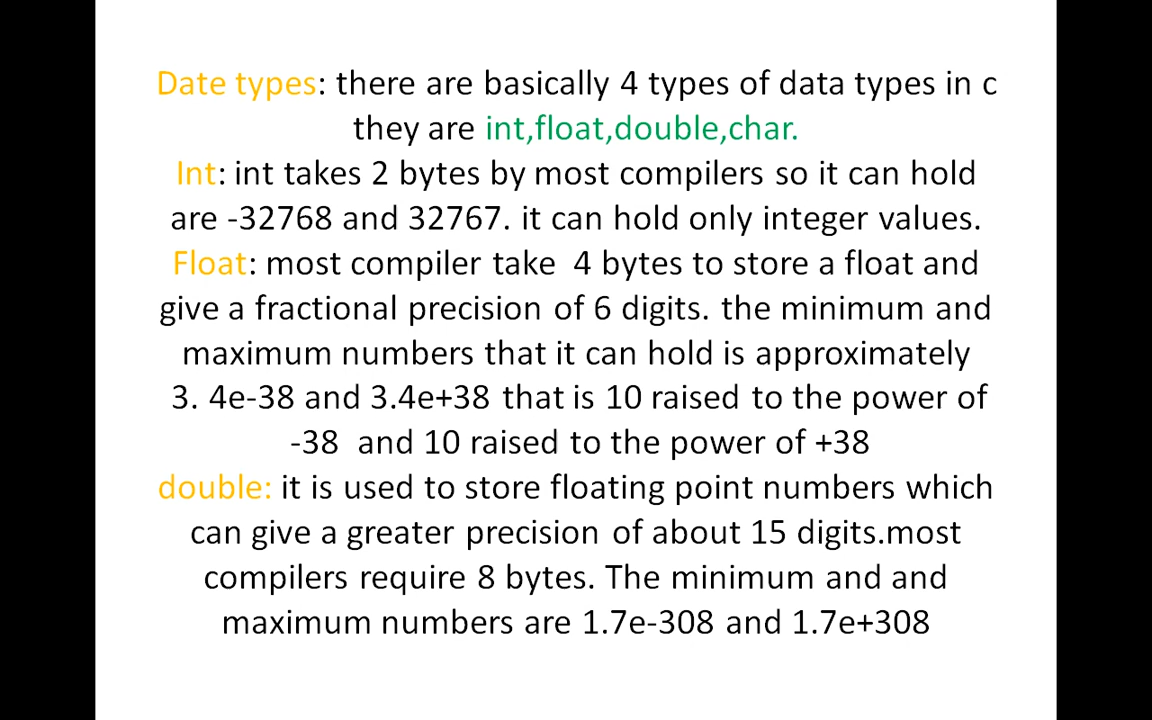 Date types: there are basically 4 types of data types in c
they are int,float,double,char.
Int: int takes 2 bytes by most compilers so it can hold
are -32768 and 32767. it can hold only integer values.
Float: most compiler take  4 bytes to store a float and
give a fractional precision of 6 digits. the minimum and
maximum numbers that it can hold is approximately
3. 4e-38 and 3.4e+38 that is 10 raised to the power of
-38  and 10 raised to the power of +38
double: it is used to store floating point numbers which
can give a greater precision of about 15 digits.most
compilers require 8 bytes. The minimum and and
maximum numbers are 1.7e-308 and 1.7e+308